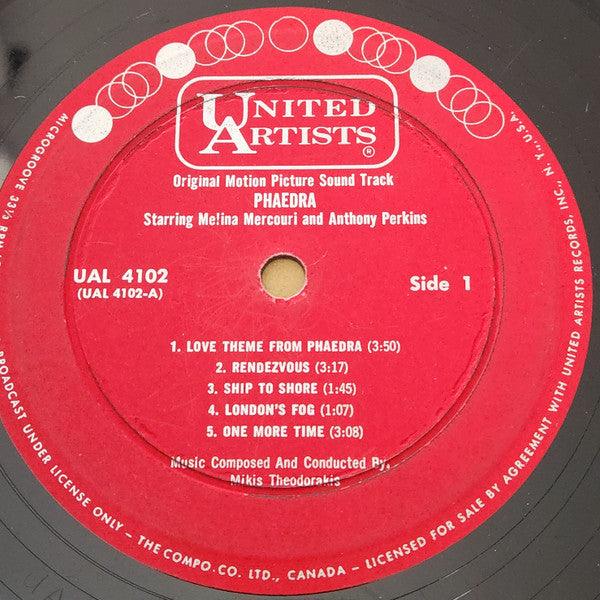 UNITED
ARTISTS ®
Original Motion Picture Sound Track
PHAEDRA
Starring Melina Mercouri and Anthony Perkins
UAL 4102
(UAL 4102-A)
Side 1
1. LOVE THEME FROM PHAEDRA (3:50)
2. RENDEZVOUS (3:17)
3. SHIP TO SHORE (1:45)
4. LONDON'S FOG (1:07)
5. ONE MORE TIME (3:08)
Music Composed And Conducted By,
Mikis Theodorakis
MICROGROOVE 33⅓ RPM
BROADCAST UNDER LICENSE ONLY – THE COMPO. CO. LTD., CANADA – LICENSED FOR SALE BY AGREEMENT WITH UNITED ARTISTS RECORDS, INC., N. Y., U.S.A.